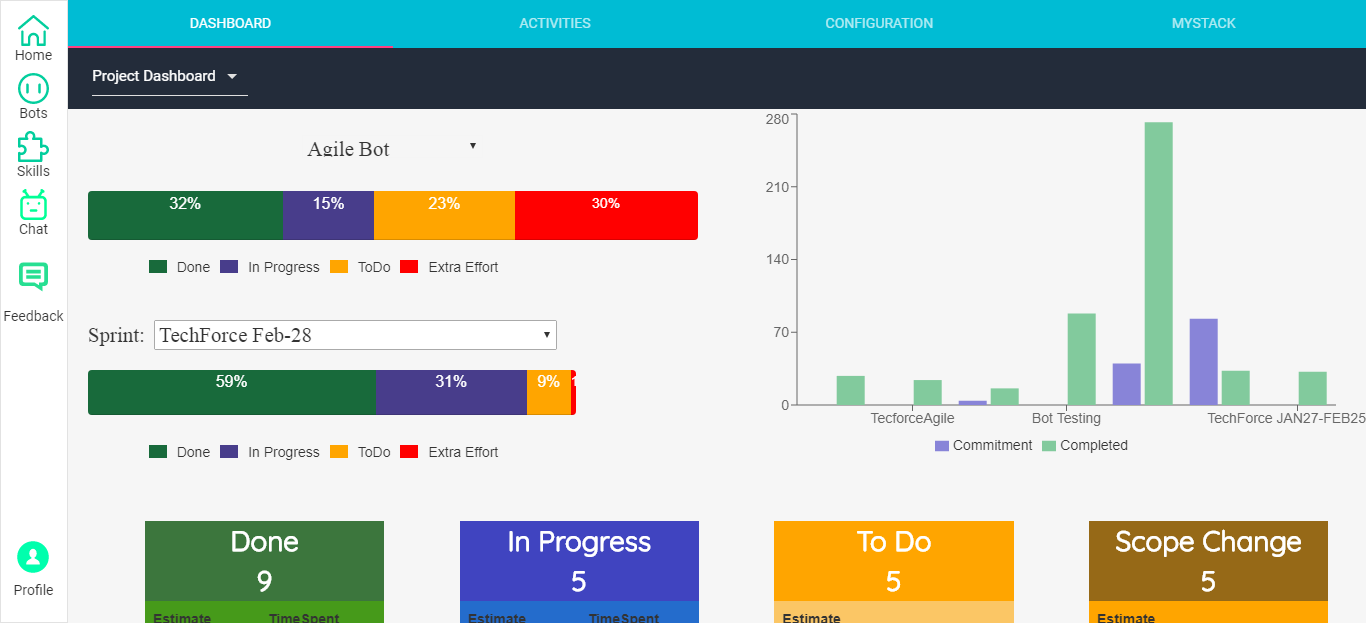 DASHBOARD ACTIVITIES CONFIGURATION MYSTACK
Home
Bots
Skills
Chat
Feedback
Profile
Project Dashboard
Agile Bot
32% 15% 23% 30%
Done In Progress ToDo Extra Effort
Sprint: TechForce Feb-28
59% 31% 9%
Done In Progress ToDo Extra Effort
280
210
140
70
0
TecforceAgile Bot Testing TechForce JAN27-FEB25
Commitment Completed
Done
9
Estimate TimeSpent
In Progress
5
Estimate TimeSpent
To Do
5
Estimate
Scope Change
5
Estimate